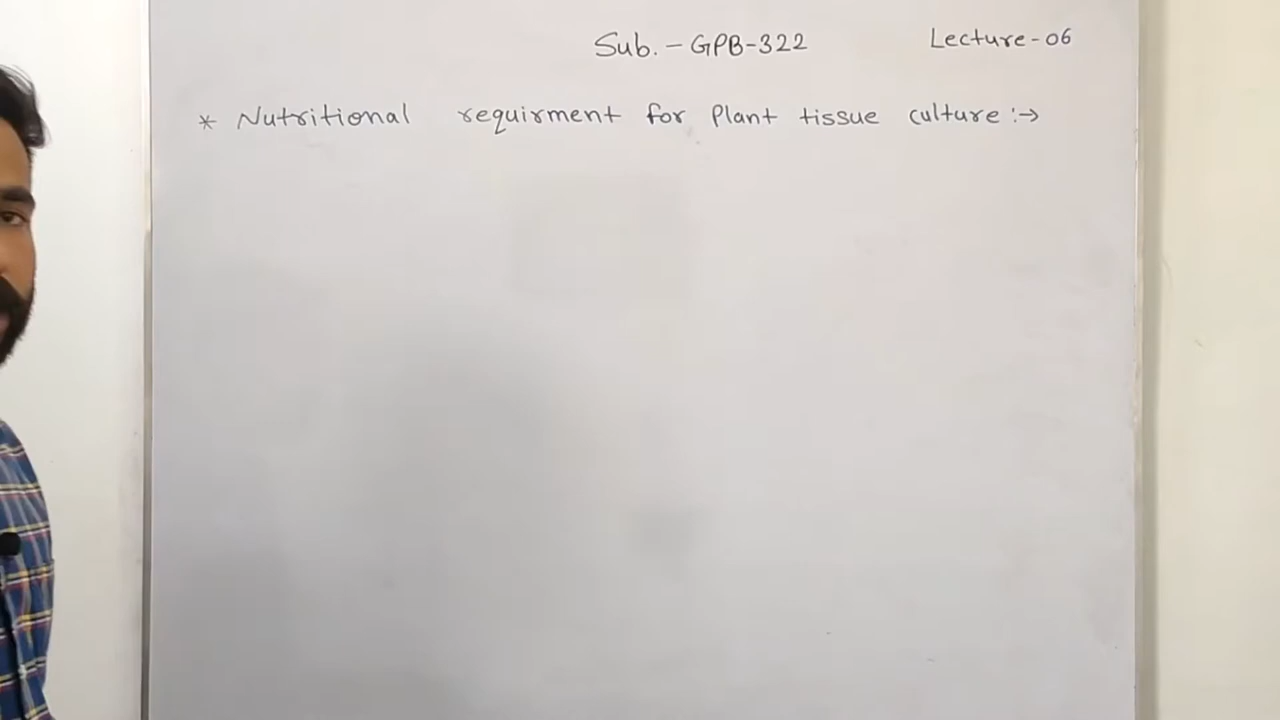 Sub. - GPB-322 Lecture-06
* Nutritional requirment for Plant tissue culture :→